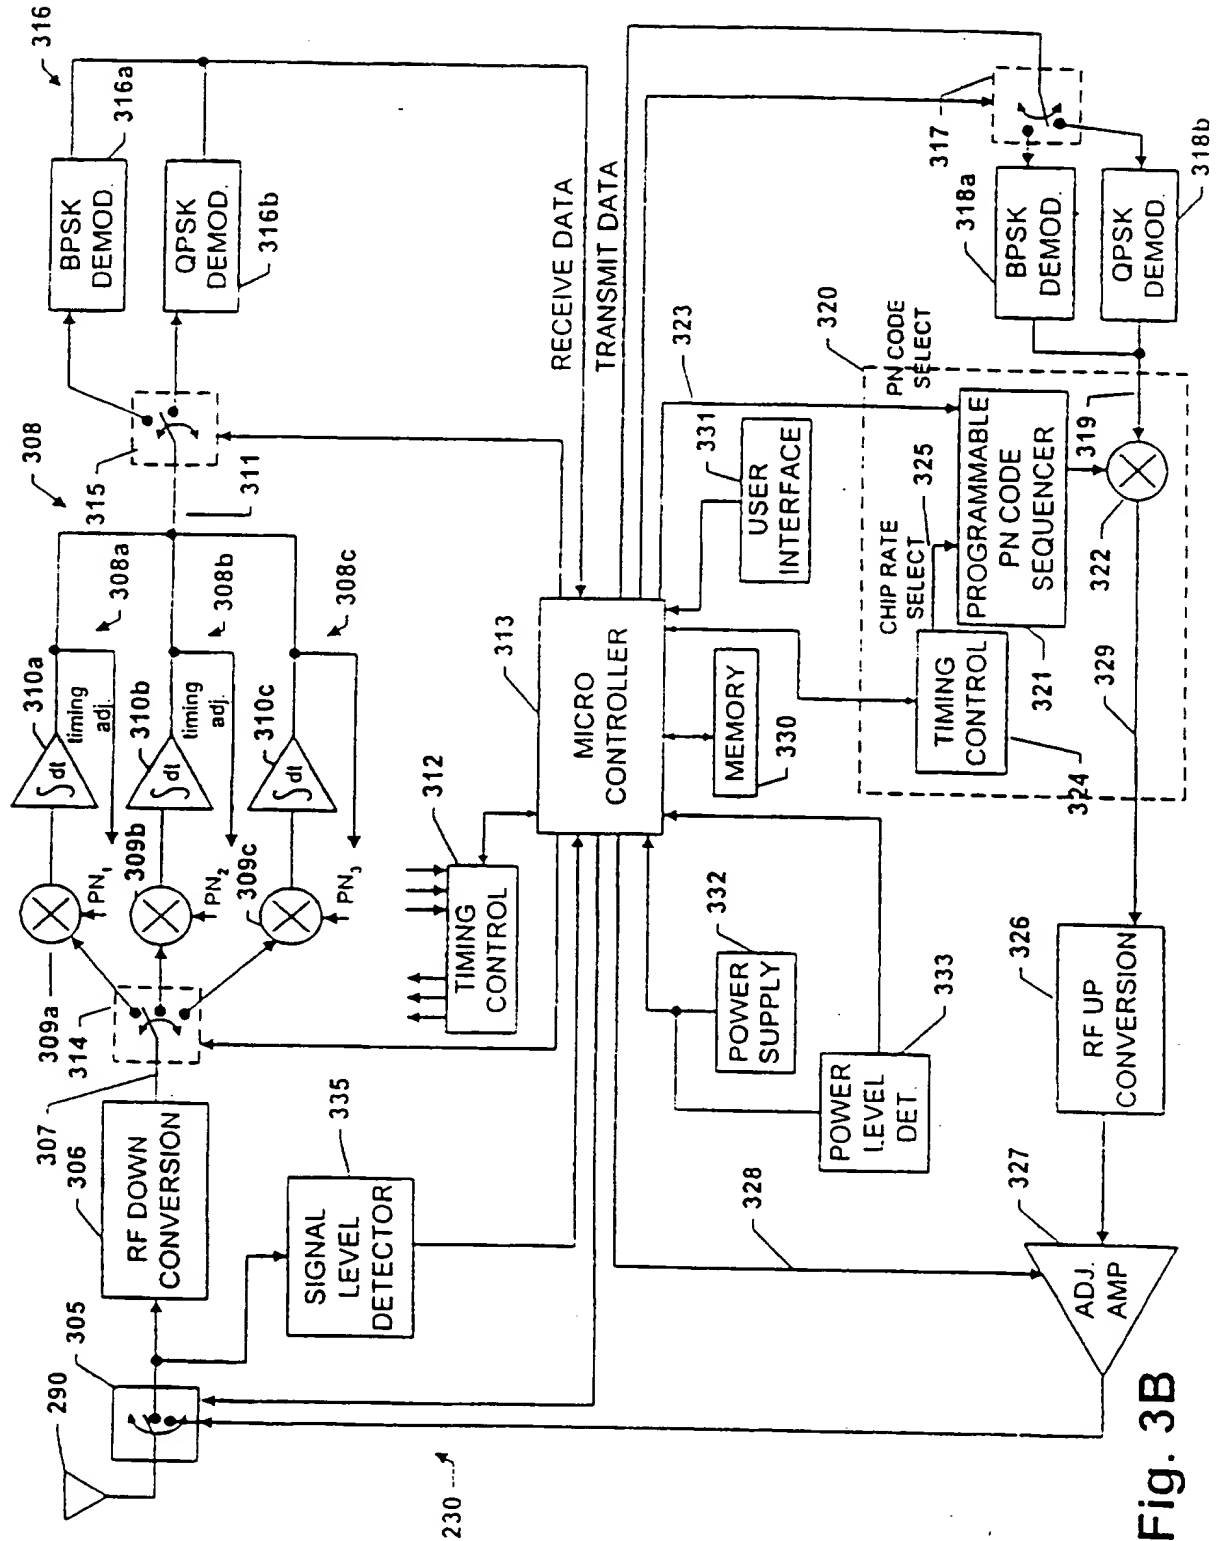 290
305
306
RF DOWN
CONVERSION
307
309a
314
335
SIGNAL
LEVEL
DETECTOR
↑PN1
309b
↑PN2
309c
↑PN3
310a
∫dt
timing
adj.
310b
∫dt
timing
adj.
310c
∫dt
308a
308b
308c
308
311
315
316
BPSK
DEMOD.
316a
QPSK
DEMOD.
316b
RECEIVE DATA
TRANSMIT DATA
312
TIMING
CONTROL
313
MICRO
CONTROLLER
323
331
USER
INTERFACE
MEMORY
330
332
POWER
SUPPLY
333
POWER
LEVEL
DET.
328
317
318a
BPSK
DEMOD.
QPSK
DEMOD.
318b
320
PN CODE
SELECT
325
CHIP RATE
SELECT
PROGRAMMABLE
PN CODE
SEQUENCER
321
TIMING
CONTROL
324
319
322
329
326
RF UP
CONVERSION
327
ADJ.
AMP
230
Fig. 3B